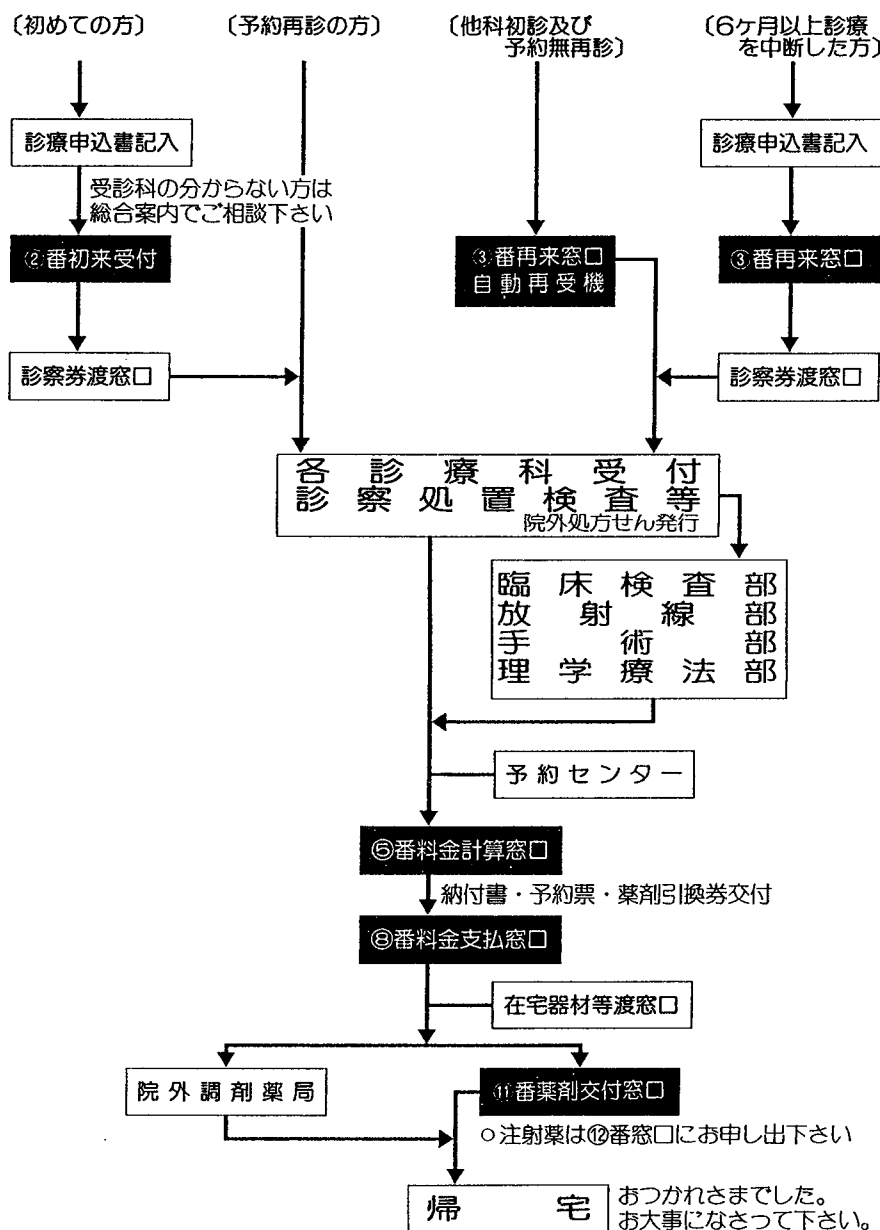 〔初めての方〕
〔予約再診の方〕
〔他科初診及び
予約無再診〕
〔6ヶ月以上診療
を中断した方〕
診療申込書記入
診療申込書記入
受診科の分からない方は
総合案内でご相談下さい
②番初来受付
③番再来窓口
自動再受機
③番再来窓口
診察券渡窓口
診察券渡窓口
各診療科受付
診察処置検査等
院外処方せん発行
臨床検査部
放射線部
手術部
理学療法部
予約センター
⑤番料金計算窓口
納付書・予約票・薬剤引換券交付
⑧番料金支払窓口
在宅器材等渡窓口
院外調剤薬局
⑪番薬剤交付窓口
○注射薬は⑫番窓口にお申し出下さい
帰宅
おつかれさまでした。
お大事になさって下さい。